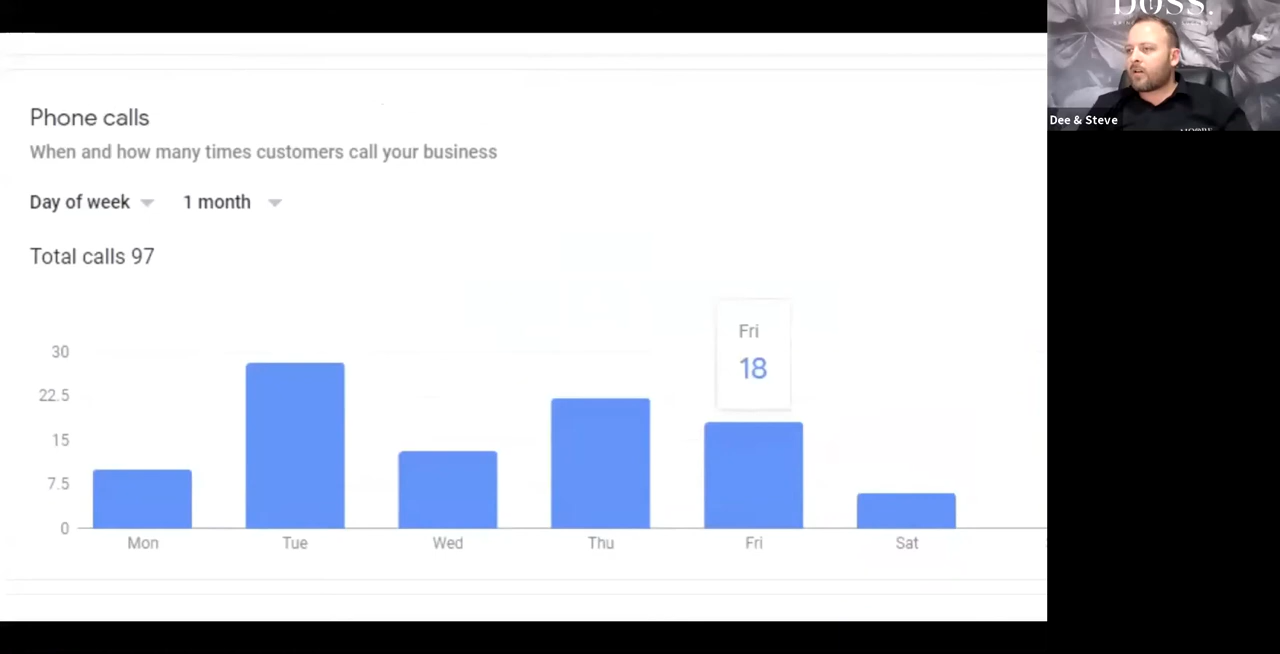 DOSS.
Phone calls
When and how many times customers call your business
Day of week 1 month
Total calls 97
Fri
18
30
22.5
15
7.5
0
Mon Tue Wed Thu Fri Sat
Dee & Steve